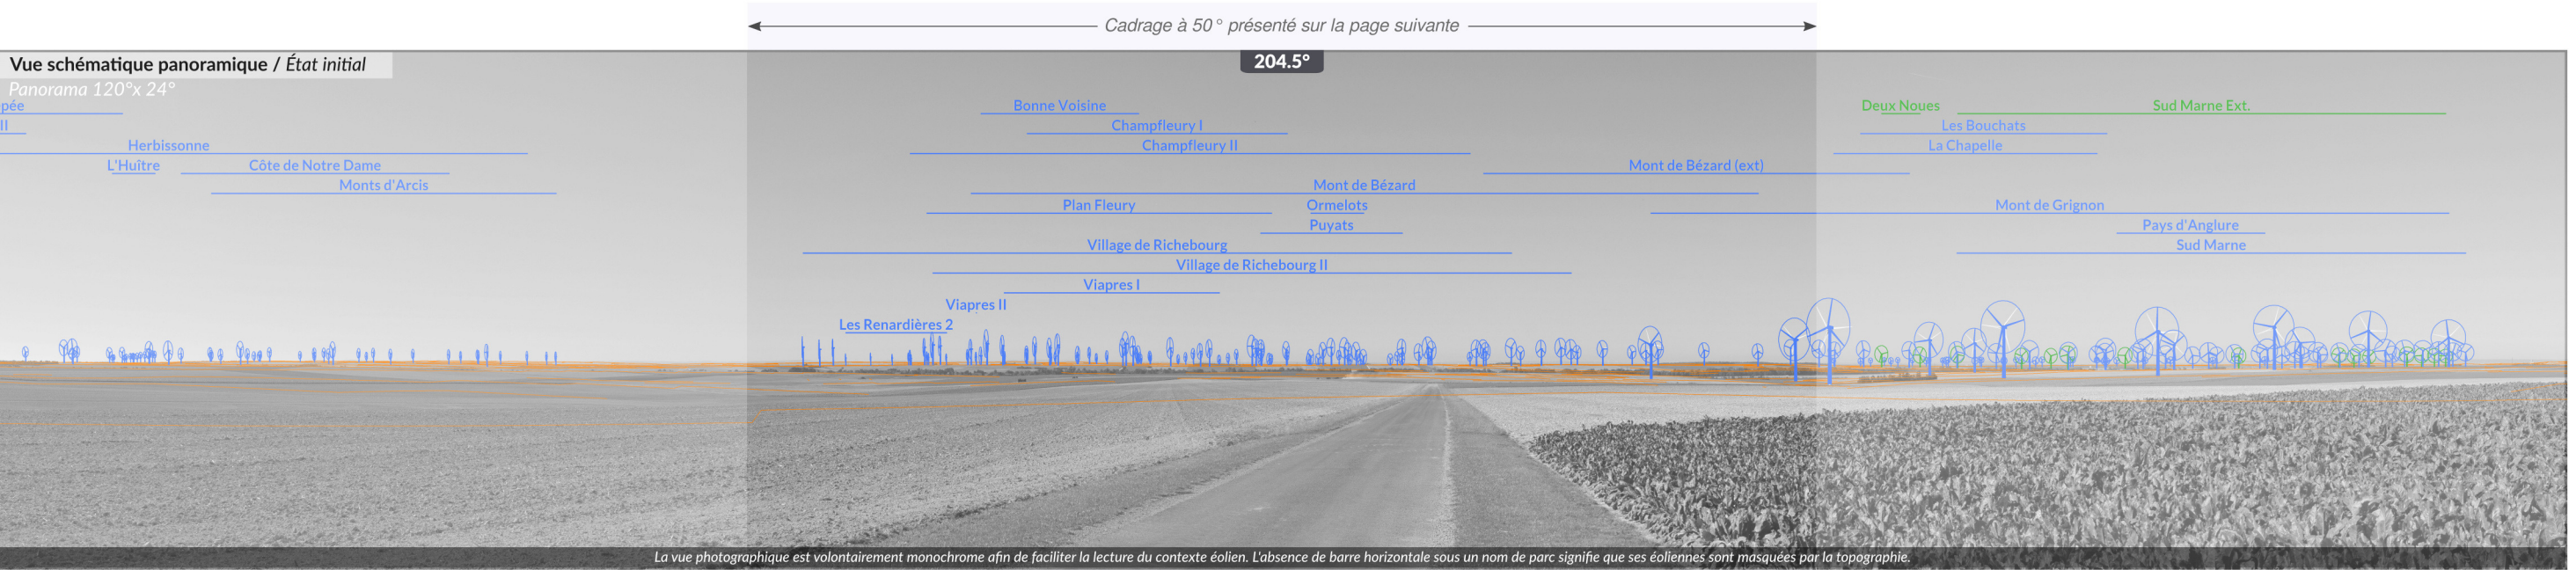 Cadrage à 50° présenté sur la page suivante
Vue schématique panoramique / État initial
204.5°
Panorama 120°x 24°
pée
Bonne Voisine
Deux Noues
Sud Marne Ext.
II
Champfleury I
Les Bouchats
Herbissonne
Champfleury II
La Chapelle
L'Huître
Côte de Notre Dame
Mont de Bézard (ext)
Monts d'Arcis
Mont de Bézard
Plan Fleury
Ormelots
Mont de Grignon
Puyats
Pays d'Anglure
Village de Richebourg
Sud Marne
Village de Richebourg II
Viapres I
Viapres II
Les Renardières 2
La vue photographique est volontairement monochrome afin de faciliter la lecture du contexte éolien. L'absence de barre horizontale sous un nom de parc signifie que ses éoliennes sont masquées par la topographie.